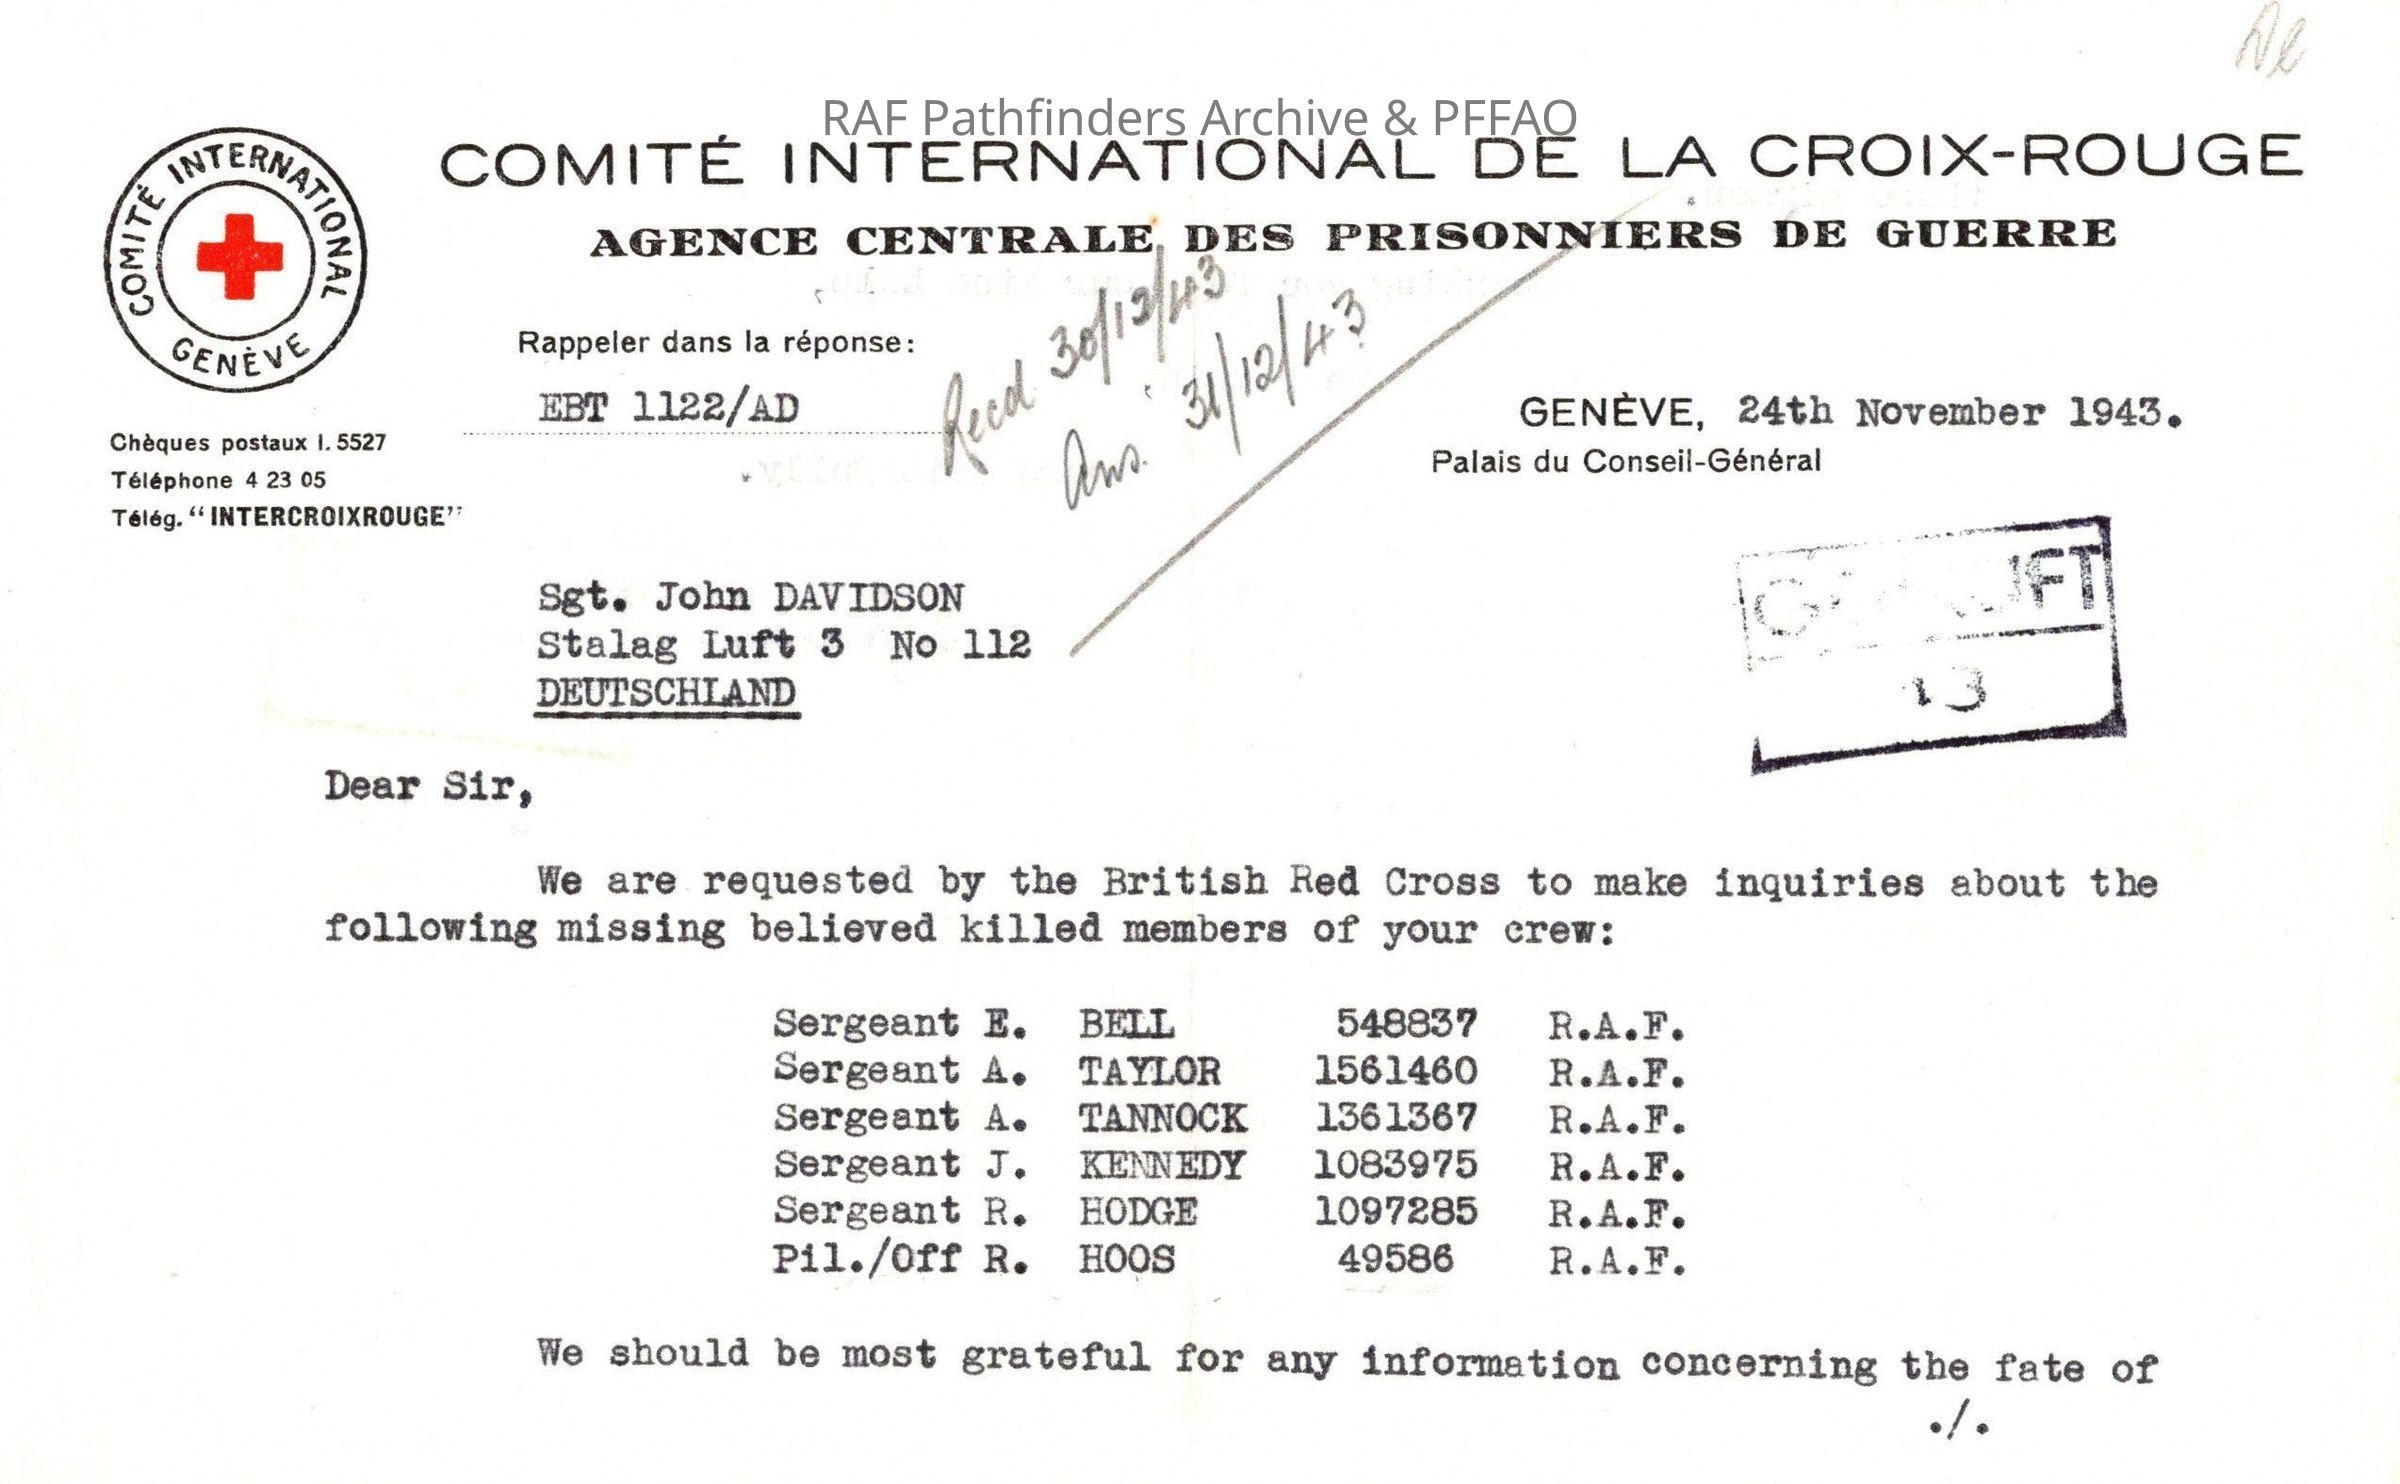 RAF Pathfinders Archive & PFFAO
COMITÉ INTERNATIONAL DE LA CROIX-ROUGE
AGENCE CENTRALE DES PRISONNIERS DE GUERRE
COMITÉ INTERNATIONAL
GENÈVE
Rappeler dans la réponse:
EBT 1122/AD
Recd 30/12/43
Ans. 31/12/43
GENÈVE, 24th November 1943.
Palais du Conseil-Général
Chèques postaux I. 5527
Téléphone 4 23 05
Télég. “INTERCROIXROUGE”
Sgt. John DAVIDSON
Stalag Luft 3 No 112
DEUTSCHLAND
13
Dear Sir,
We are requested by the British Red Cross to make inquiries about the
following missing believed killed members of your crew:
Sergeant E. BELL 548837 R.A.F.
Sergeant A. TAYLOR 1561460 R.A.F.
Sergeant A. TANNOCK 1361367 R.A.F.
Sergeant J. KENNEDY 1083975 R.A.F.
Sergeant R. HODGE 1097285 R.A.F.
Pil./Off R. HOOS 49586 R.A.F.
We should be most grateful for any information concerning the fate of
./.